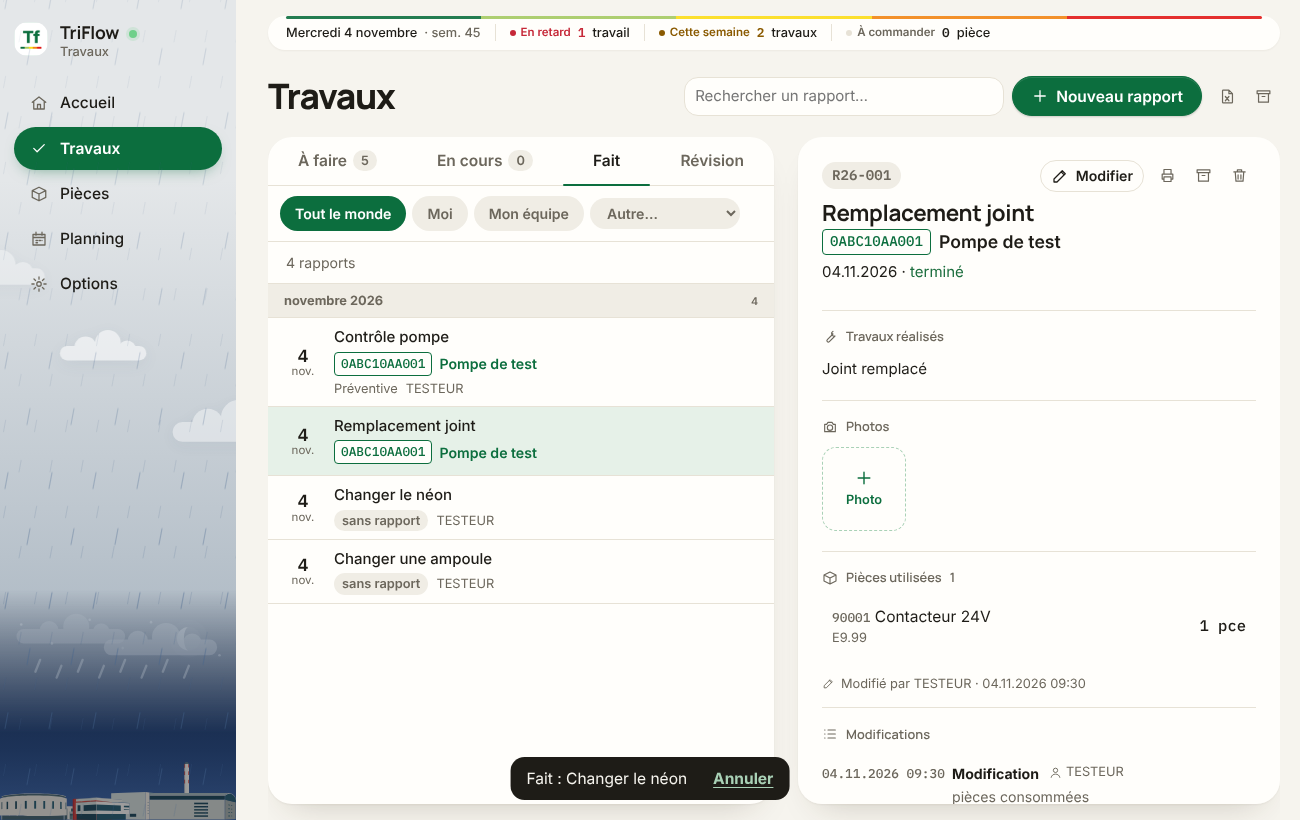 Tf
TriFlow
Travaux
Accueil
Travaux
Pièces
Planning
Options
Mercredi 4 novembre · sem. 45
En retard 1 travail
Cette semaine 2 travaux
À commander 0 pièce
Travaux
Rechercher un rapport...
Nouveau rapport
À faire 5
En cours 0
Fait
Révision
Tout le monde
Moi
Mon équipe
Autre...
4 rapports
novembre 2026 4
4 nov.
Contrôle pompe
0ABC10AA001 Pompe de test
Préventive TESTEUR
4 nov.
Remplacement joint
0ABC10AA001 Pompe de test
4 nov.
Changer le néon
sans rapport TESTEUR
4 nov.
Changer une ampoule
sans rapport TESTEUR
R26-001
Modifier
Remplacement joint
0ABC10AA001 Pompe de test
04.11.2026 · terminé
Travaux réalisés
Joint remplacé
Photos
Photo
Pièces utilisées 1
90001 Contacteur 24V
E9.99
1 pce
Modifié par TESTEUR · 04.11.2026 09:30
Modifications
04.11.2026 09:30 Modification TESTEUR
pièces consommées
Fait : Changer le néon Annuler